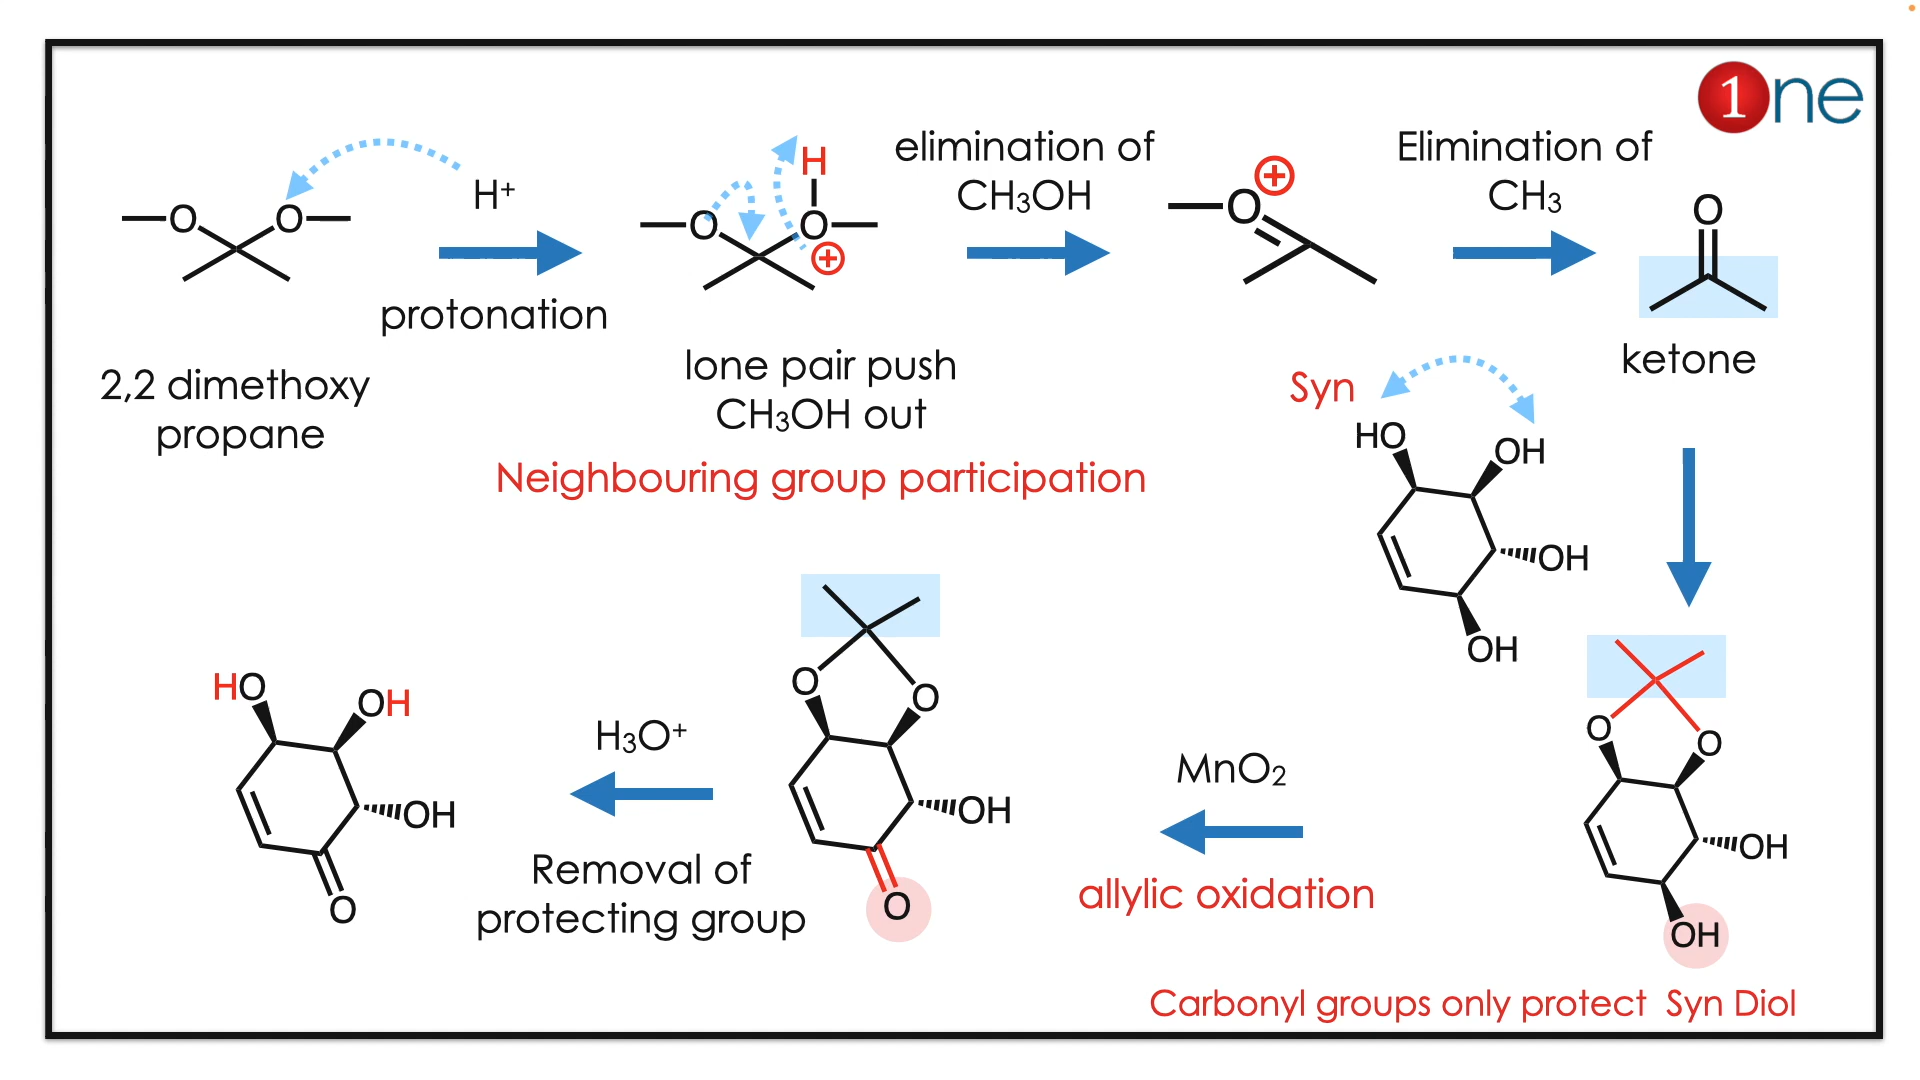 1ne
elimination of
CH₃OH
Elimination of
CH₃
H⁺
H
O
O
O
O
O
O
protonation
ketone
2,2 dimethoxy
propane
lone pair push
CH₃OH out
Neighbouring group participation
Syn
HO
OH
OH
OH
O
O
HO
OH
H₃O⁺
O
O
MnO₂
OH
OH
OH
Removal of
protecting group
O
O
allylic oxidation
OH
Carbonyl groups only protect Syn Diol